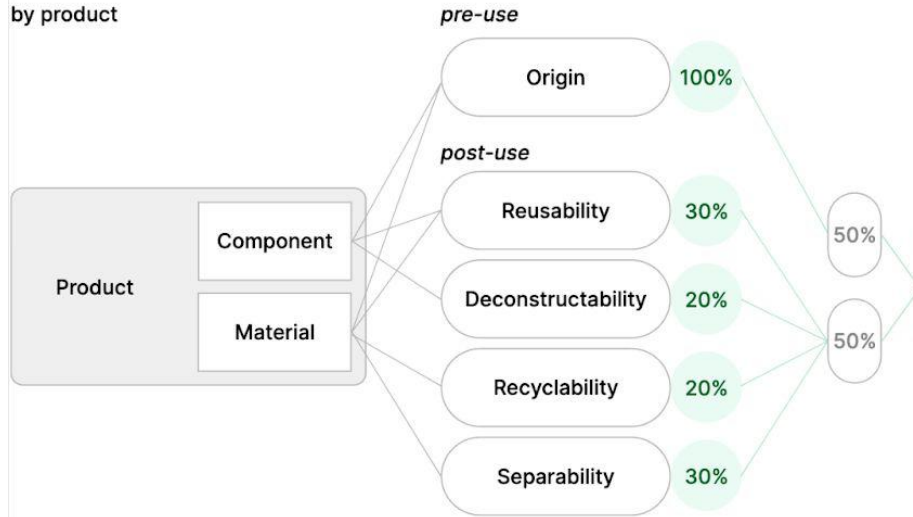 by product
pre-use
Origin 100%
post-use
Reusability 30%
50%
Component
Product
Deconstructability 20%
Material
50%
Recyclability 20%
Separability 30%